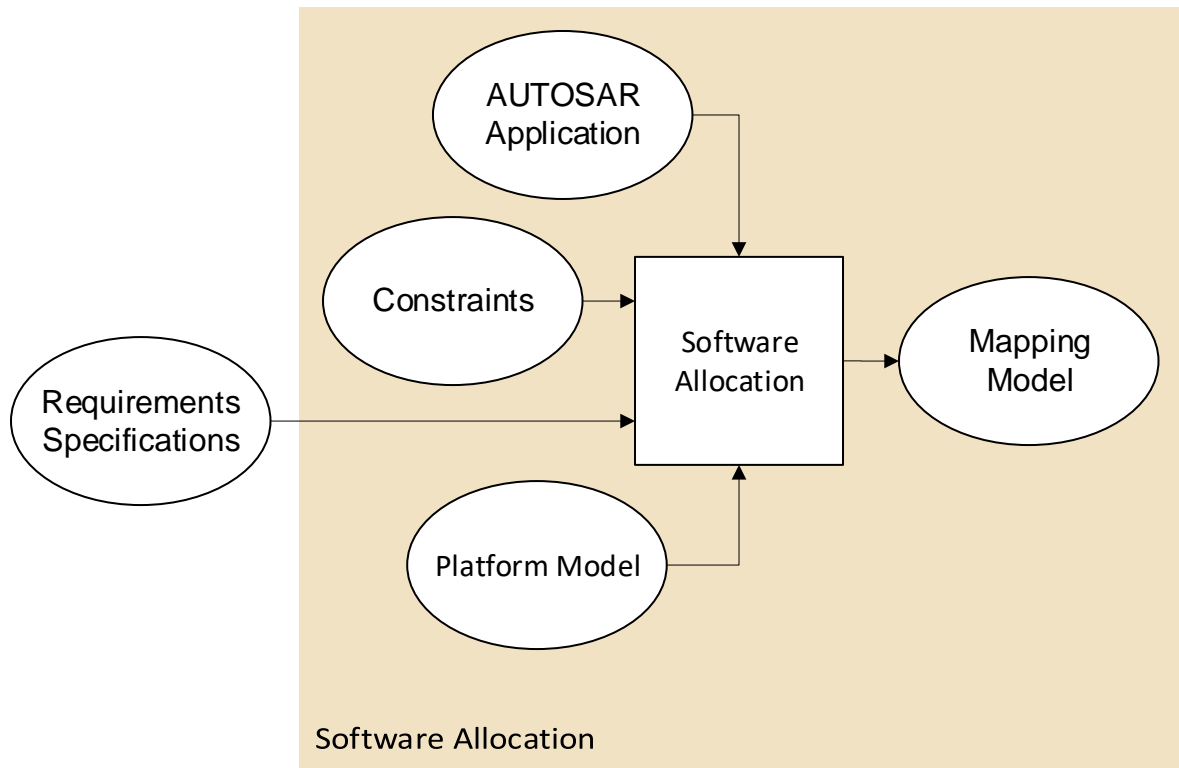 AUTOSAR
Application
Constraints
Software
Allocation
Mapping
Model
Requirements
Specifications
Platform Model
Software Allocation